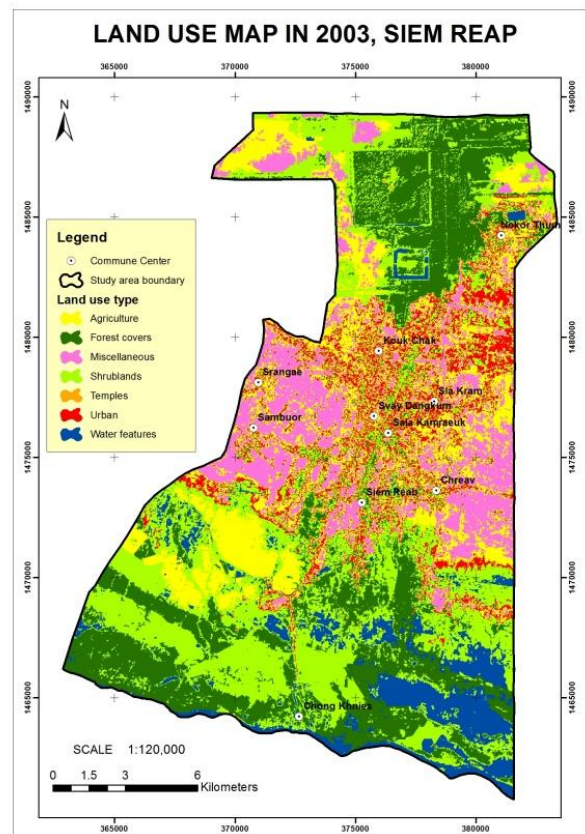 LAND USE MAP IN 2003, SIEM REAP
365000 370000 375000 380000
1490000
1490000
N
1485000
1485000
Nokor Thum
Legend
Commune Center
Study area boundary
Land use type
Agriculture
Forest covers
Miscellaneous
Shrublands
Temples
Urban
Water features
1480000
1480000
Kouk Chak
Srangae
Sla Kram
Svay Dangkum
Sambuor
Sala Kamraeuk
1475000
1475000
Chreav
Siem Reab
1470000
1470000
1465000
1465000
Chong Khnies
SCALE 1:120,000
0 1.5 3 6
Kilometers
365000 370000 375000 380000